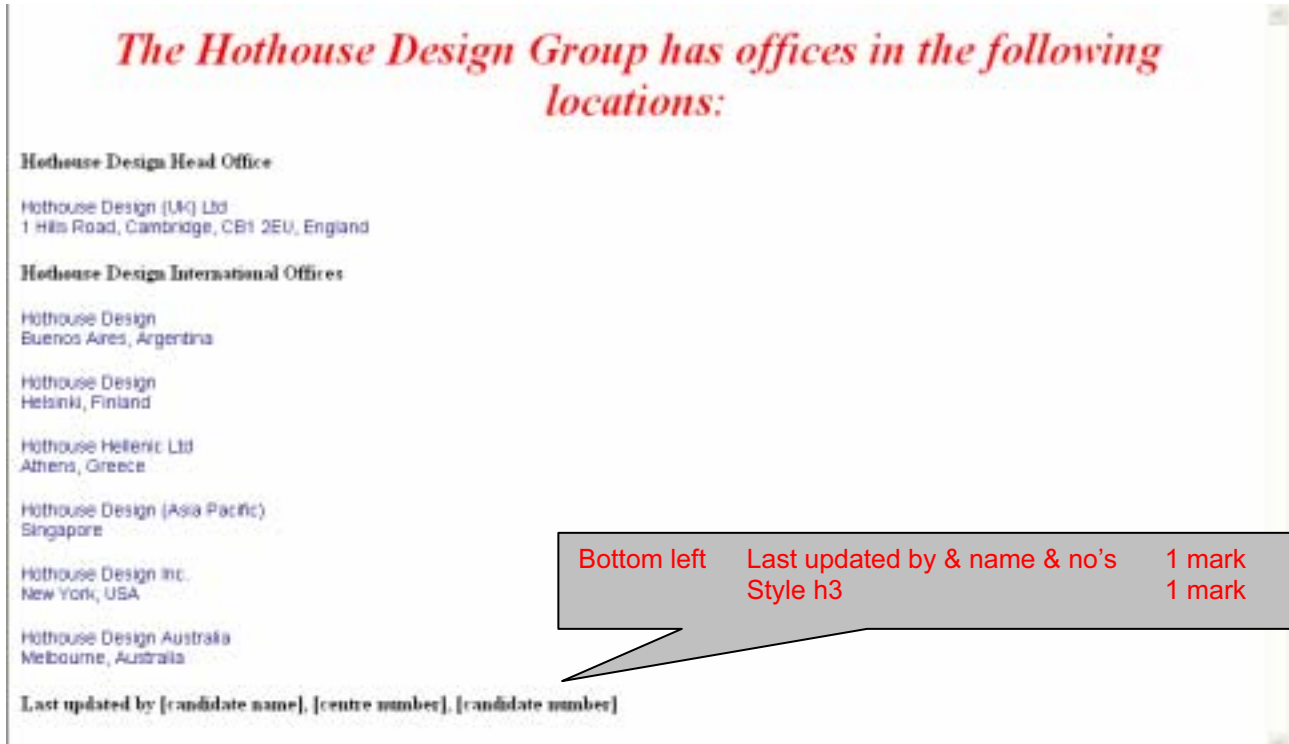 The Hothouse Design Group has offices in the following
locations:
Hothouse Design Head Office
Hothouse Design (UK) Ltd
1 Hills Road, Cambridge, CB1 2EU, England
Hothouse Design International Offices
Hothouse Design
Buenos Aires, Argentina
Hothouse Design
Helsinki, Finland
Hothouse Hellenic Ltd
Athens, Greece
Hothouse Design (Asia Pacific)
Singapore
Hothouse Design Inc.
New York, USA
Hothouse Design Australia
Melbourne, Australia
Bottom left Last updated by & name & no's 1 mark
Style h3 1 mark
Last updated by [candidate name], [centre number], [candidate number]